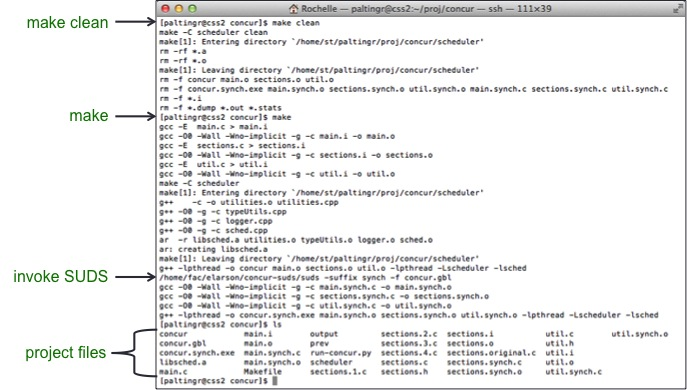 Rochelle — paltingr@css2:~/proj/concur — ssh — 111×39
make clean
[paltingr@css2 concur]$ make clean
make -C scheduler clean
make[1]: Entering directory `/home/st/paltingr/proj/concur/scheduler'
rm -rf *.a
rm -rf *.o
make[1]: Leaving directory `/home/st/paltingr/proj/concur/scheduler'
rm -f concur main.o sections.o util.o
rm -f concur.synch.exe main.synch.o sections.synch.o util.synch.o main.synch.c sections.synch.c util.synch.c
rm -f *.i
rm -f *.dump *.out *.stats
make
[paltingr@css2 concur]$ make
gcc -E  main.c > main.i
gcc -O0 -Wall -Wno-implicit -g -c main.i -o main.o
gcc -E  sections.c > sections.i
gcc -O0 -Wall -Wno-implicit -g -c sections.i -o sections.o
gcc -E  util.c > util.i
gcc -O0 -Wall -Wno-implicit -g -c util.i -o util.o
make -C scheduler
make[1]: Entering directory `/home/st/paltingr/proj/concur/scheduler'
g++    -c -o utilities.o utilities.cpp
g++ -O0 -g -c typeUtils.cpp
g++ -O0 -g -c logger.cpp
g++ -O0 -g -c sched.cpp
ar  -r libsched.a utilities.o typeUtils.o logger.o sched.o
ar: creating libsched.a
make[1]: Leaving directory `/home/st/paltingr/proj/concur/scheduler'
g++ -lpthread -o concur main.o sections.o util.o -lpthread -Lscheduler -lsched
invoke SUDS
/home/fac/elarson/concur-suds/suds -suffix synch -f concur.gbl
gcc -O0 -Wall -Wno-implicit -g -c main.synch.c -o main.synch.o
gcc -O0 -Wall -Wno-implicit -g -c sections.synch.c -o sections.synch.o
gcc -O0 -Wall -Wno-implicit -g -c util.synch.c -o util.synch.o
g++ -lpthread -o concur.synch.exe main.synch.o sections.synch.o util.synch.o -lpthread -Lscheduler -lsched
[paltingr@css2 concur]$ ls
project files
concur main.i output sections.2.c sections.i util.c util.synch.o
concur.gbl main.o prev sections.3.c sections.o util.h
concur.synch.exe main.synch.c run-concur.py sections.4.c sections.original.c util.i
libsched.a main.synch.o scheduler sections.c sections.synch.c util.o
main.c Makefile sections.1.c sections.h sections.synch.o util.synch.c
[paltingr@css2 concur]$